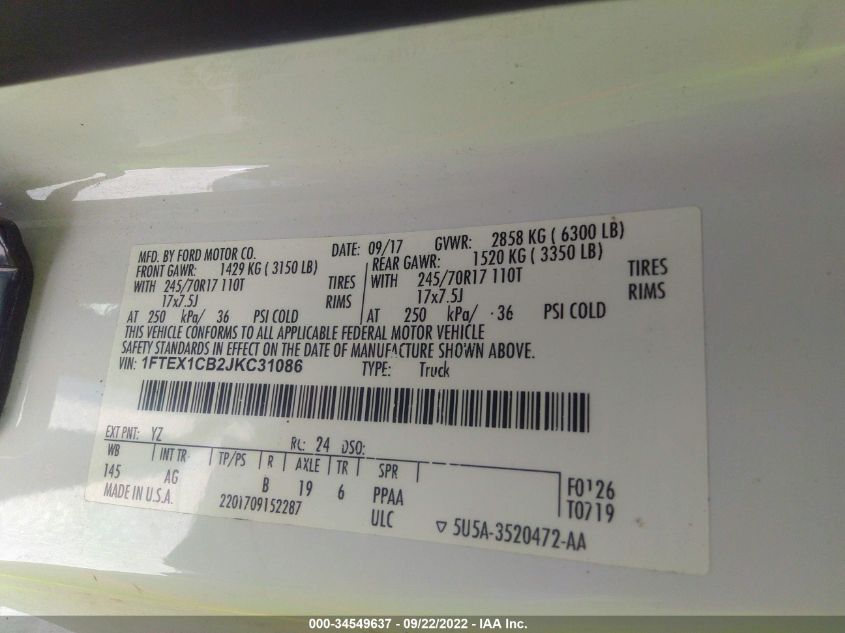 MFD. BY FORD MOTOR CO. DATE: 09/17 GVWR: 2858 KG ( 6300 LB)
FRONT GAWR: 1429 KG ( 3150 LB) REAR GAWR: 1520 KG ( 3350 LB)
WITH 245/70R17 110T TIRES WITH 245/70R17 110T TIRES
17x7.5J RIMS 17x7.5J RIMS
AT 250 kPa/ 36 PSI COLD AT 250 kPa/ 36 PSI COLD
THIS VEHICLE CONFORMS TO ALL APPLICABLE FEDERAL MOTOR VEHICLE
SAFETY STANDARDS IN EFFECT ON THE DATE OF MANUFACTURE SHOWN ABOVE.
VIN: 1FTEX1CB2JKC31086 TYPE: Truck
EXT PNT: YZ RC: 24 DSO:
WB INT TR TP/PS R AXLE TR SPR
145 AG B 19 6 PPAA F0126
MADE IN U.S.A. 2201709152287 ULC T0719
5U5A-3520472-AA
000-34549637 - 09/22/2022 - IAA Inc.